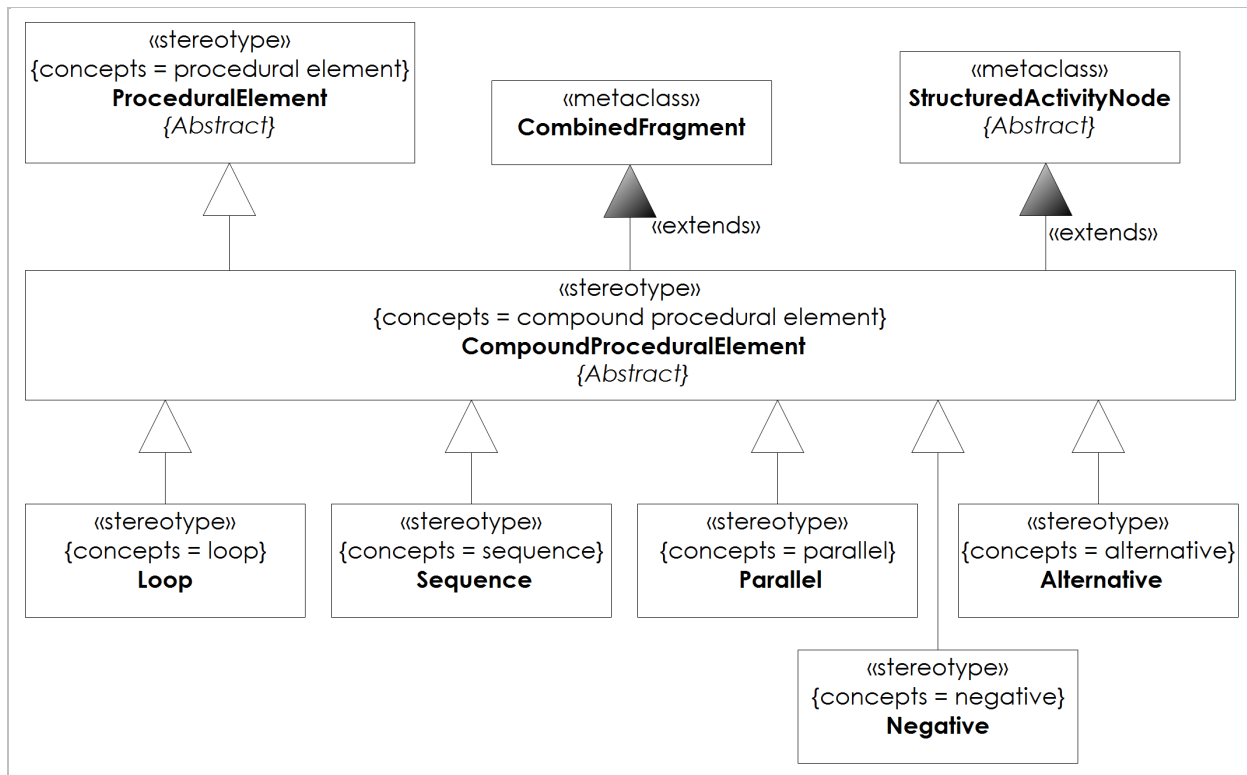 «stereotype»
{concepts = procedural element}
ProceduralElement
{Abstract}
«metaclass»
CombinedFragment
«metaclass»
StructuredActivityNode
{Abstract}
«extends»
«extends»
«stereotype»
{concepts = compound procedural element}
CompoundProceduralElement
{Abstract}
«stereotype»
{concepts = loop}
Loop
«stereotype»
{concepts = sequence}
Sequence
«stereotype»
{concepts = parallel}
Parallel
«stereotype»
{concepts = alternative}
Alternative
«stereotype»
{concepts = negative}
Negative